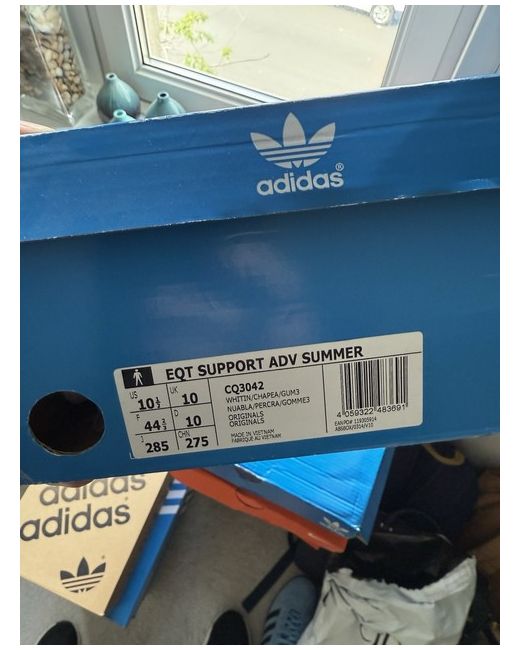 adidas®
EQT SUPPORT ADV SUMMER
US 10½ UK 10
F 44⅔ D 10
J 285 CHN 275
CQ3042
WHITIN/CHAPEA/GUM3
NUABLA/PERCRA/GOMME3
ORIGINALS
ORIGINALS
MADE IN VIETNAM
FABRIQUÉ AU VIETNAM
4 059322 483691
adidas
adidas